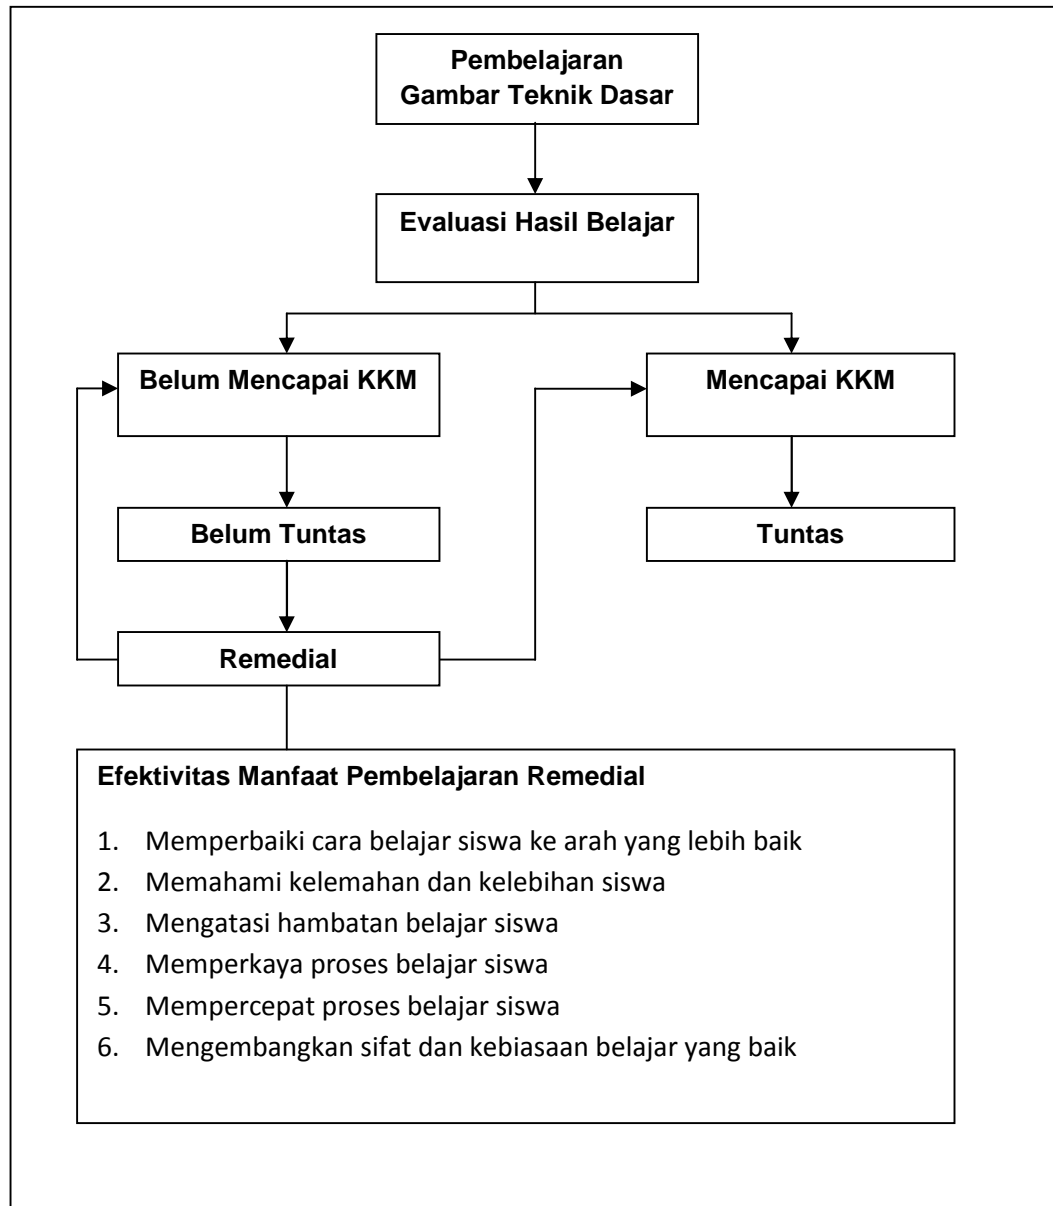 Pembelajaran
Gambar Teknik Dasar
Evaluasi Hasil Belajar
Belum Mencapai KKM
Mencapai KKM
Belum Tuntas
Tuntas
Remedial
Efektivitas Manfaat Pembelajaran Remedial
1. Memperbaiki cara belajar siswa ke arah yang lebih baik
2. Memahami kelemahan dan kelebihan siswa
3. Mengatasi hambatan belajar siswa
4. Memperkaya proses belajar siswa
5. Mempercepat proses belajar siswa
6. Mengembangkan sifat dan kebiasaan belajar yang baik